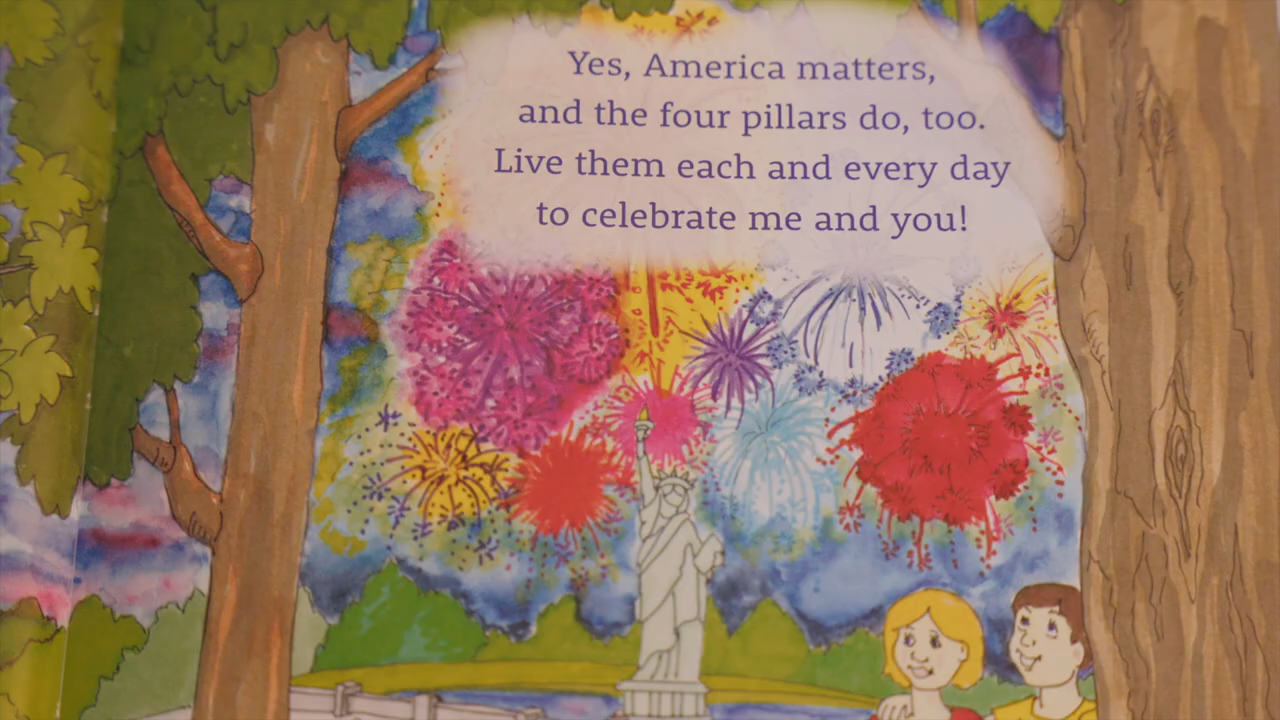 Yes, America matters,
and the four pillars do, too.
Live them each and every day
to celebrate me and you!